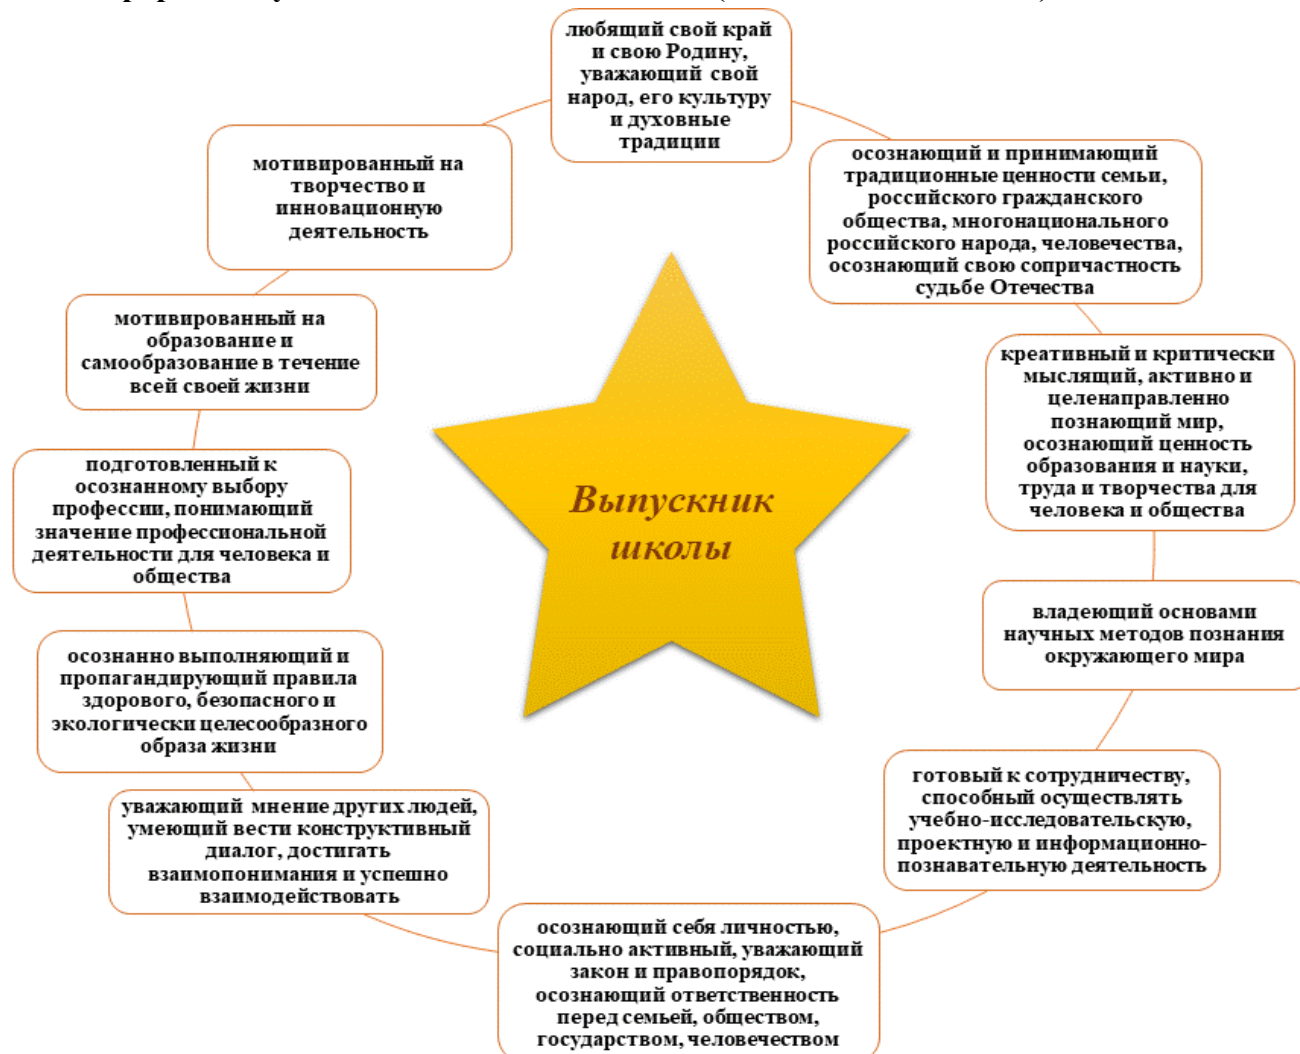 любящий свой край
и свою Родину,
уважающий свой
народ, его культуру
и духовные
традиции
осознающий и принимающий
традиционные ценности семьи,
российского гражданского
общества, многонационального
российского народа, человечества,
осознающий свою сопричастность
судьбе Отечества
креативный и критически
мыслящий, активно и
целенаправленно
познающий мир,
осознающий ценность
образования и науки,
труда и творчества для
человека и общества
владеющий основами
научных методов познания
окружающего мира
готовый к сотрудничеству,
способный осуществлять
учебно-исследовательскую,
проектную и информационно-
познавательную деятельность
осознающий себя личностью,
социально активный, уважающий
закон и правопорядок,
осознающий ответственность
перед семьей, обществом,
государством, человечеством
уважающий мнение других людей,
умеющий вести конструктивный
диалог, достигать
взаимопонимания и успешно
взаимодействовать
осознанно выполняющий и
пропагандирующий правила
здорового, безопасного и
экологически целесообразного
образа жизни
подготовленный к
осознанному выбору
профессии, понимающий
значение профессиональной
деятельности для человека и
общества
мотивированный на
образование и
самообразование в течение
всей своей жизни
мотивированный на
творчество и
инновационную
деятельность
Выпускник
школы